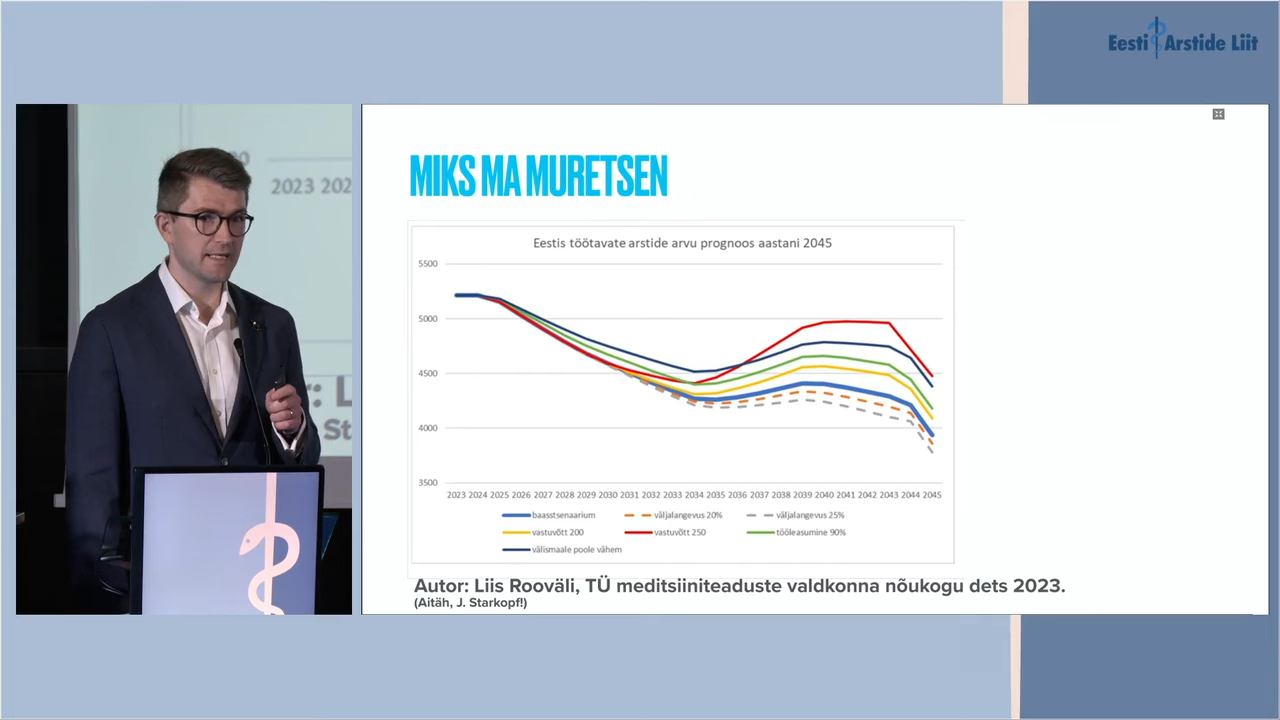 Eesti Arstide Liit
MIKS MA MURETSEN
Eestis töötavate arstide arvu prognoos aastani 2045
5500
5000
4500
4000
3500
2023 2024 2025 2026 2027 2028 2029 2030 2031 2032 2033 2034 2035 2036 2037 2038 2039 2040 2041 2042 2043 2044 2045
baasstsenaarium väljalangevus 20% väljalangevus 25%
vastuvõtt 200 vastuvõtt 250 tööleasumine 90%
välismaale poole vähem
Autor: Liis Rooväli, TÜ meditsiiniteaduste valdkonna nõukogu dets 2023.
(Aitäh, J. Starkopf!)
2023 202
r: L
St